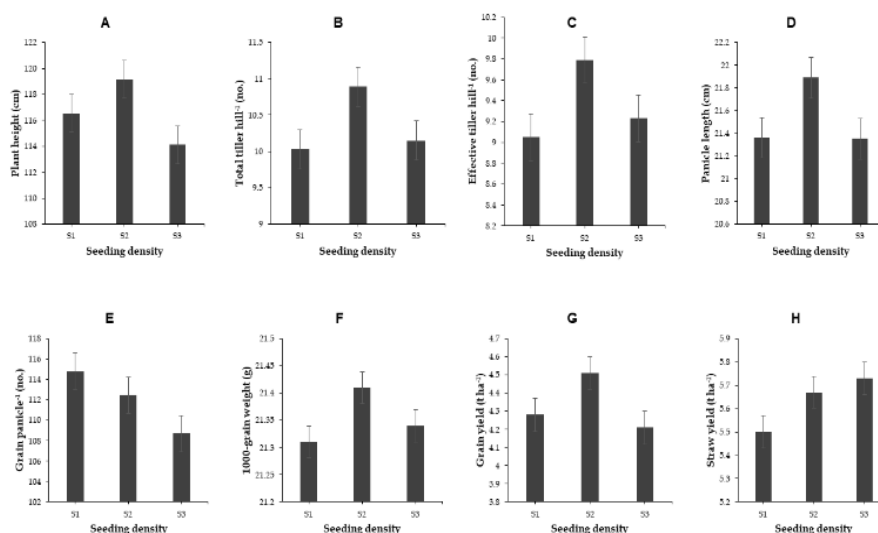 A
Plant height (cm)
122
120
118
116
114
112
110
108
S1
S2
S3
Seeding density
B
Total tiller hill⁻¹ (no.)
11.5
11
10.5
10
9.5
9
S1
S2
S3
Seeding density
C
Effective tiller hill⁻¹ (no.)
10.2
10
9.8
9.6
9.4
9.2
9
8.8
8.6
8.4
8.2
S1
S2
S3
Seeding density
D
Panicle length (cm)
22.2
22
21.8
21.6
21.4
21.2
21
20.8
20.6
S1
S2
S3
Seeding density
E
Grain panicle⁻¹ (no.)
118
116
114
112
110
108
106
104
102
S1
S2
S3
Seeding density
F
1000-grain weight (g)
21.5
21.45
21.4
21.35
21.3
21.25
21.2
S1
S2
S3
Seeding density
G
Grain yield (t ha⁻²)
4.7
4.6
4.5
4.4
4.3
4.2
4.1
4
3.9
3.8
S1
S2
S3
Seeding density
H
Straw yield (t ha⁻²)
5.9
5.8
5.7
5.6
5.5
5.4
5.3
5.2
S1
S2
S3
Seeding density